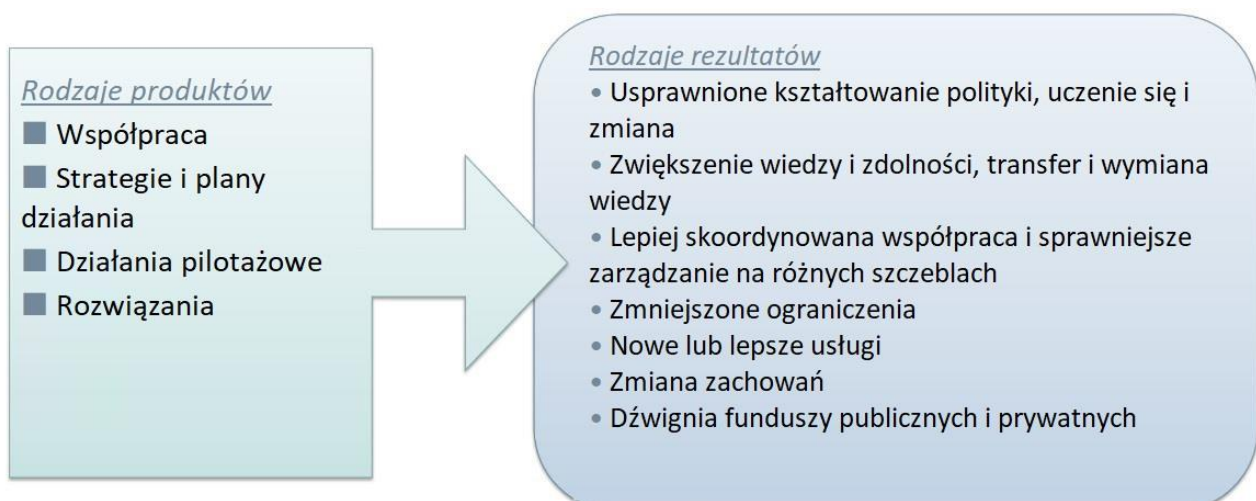 Rodzaje produktów
■ Współpraca
■ Strategie i plany
działania
■ Działania pilotażowe
■ Rozwiązania
Rodzaje rezultatów
• Usprawnione kształtowanie polityki, uczenie się i
zmiana
• Zwiększenie wiedzy i zdolności, transfer i wymiana
wiedzy
• Lepiej skoordynowana współpraca i sprawniejsze
zarządzanie na różnych szczeblach
• Zmniejszone ograniczenia
• Nowe lub lepsze usługi
• Zmiana zachowań
• Dźwignia funduszy publicznych i prywatnych